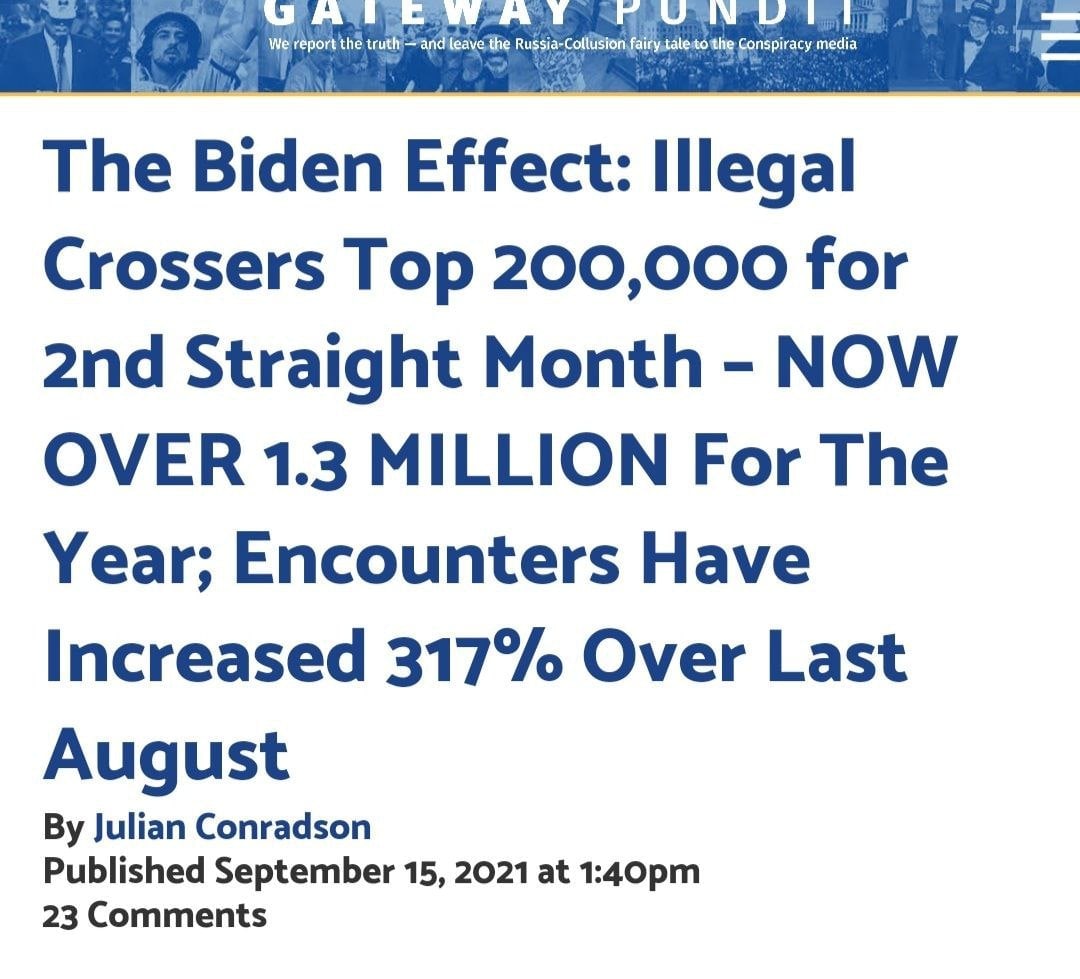 GATEWAY PUNDIT
We report the truth — and leave the Russia-Collusion fairy tale to the Conspiracy media
The Biden Effect: Illegal
Crossers Top 200,000 for
2nd Straight Month – NOW
OVER 1.3 MILLION For The
Year; Encounters Have
Increased 317% Over Last
August
By Julian Conradson
Published September 15, 2021 at 1:40pm
23 Comments